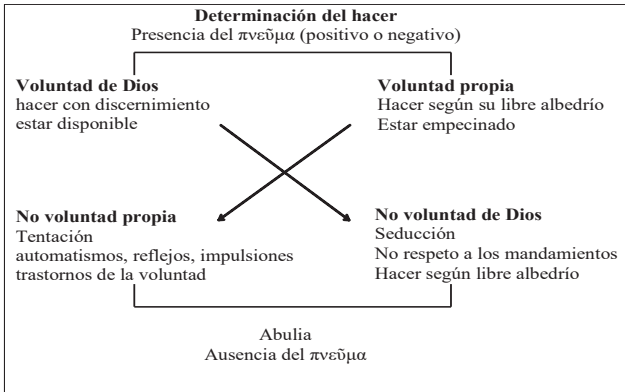 Determinación del hacer
Presencia del πνεῦμα (positivo o negativo)
Voluntad de Dios
hacer con discernimiento
estar disponible
Voluntad propia
Hacer según su libre albedrío
Estar empecinado
No voluntad propia
Tentación
automatismos, reflejos, impulsiones
trastornos de la voluntad
No voluntad de Dios
Seducción
No respeto a los mandamientos
Hacer según libre albedrío
Abulia
Ausencia del πνεῦμα